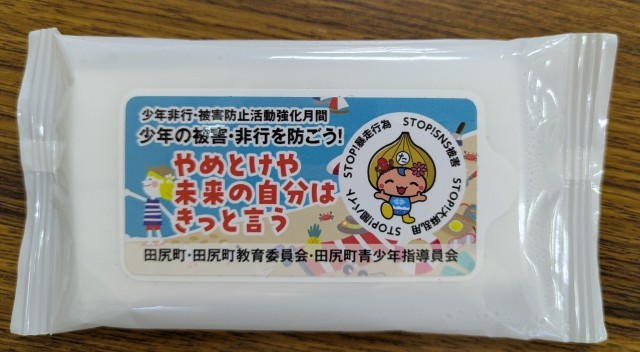 少年非行・被害防止活動強化月間
少年の被害・非行を防ごう!
やめとけや
未来の自分は
きっと言う
STOP!暴走行為
STOP!SNS被害
STOP!大麻乱用
STOP!闇バイト
た
田尻町・田尻町教育委員会・田尻町青少年指導員会